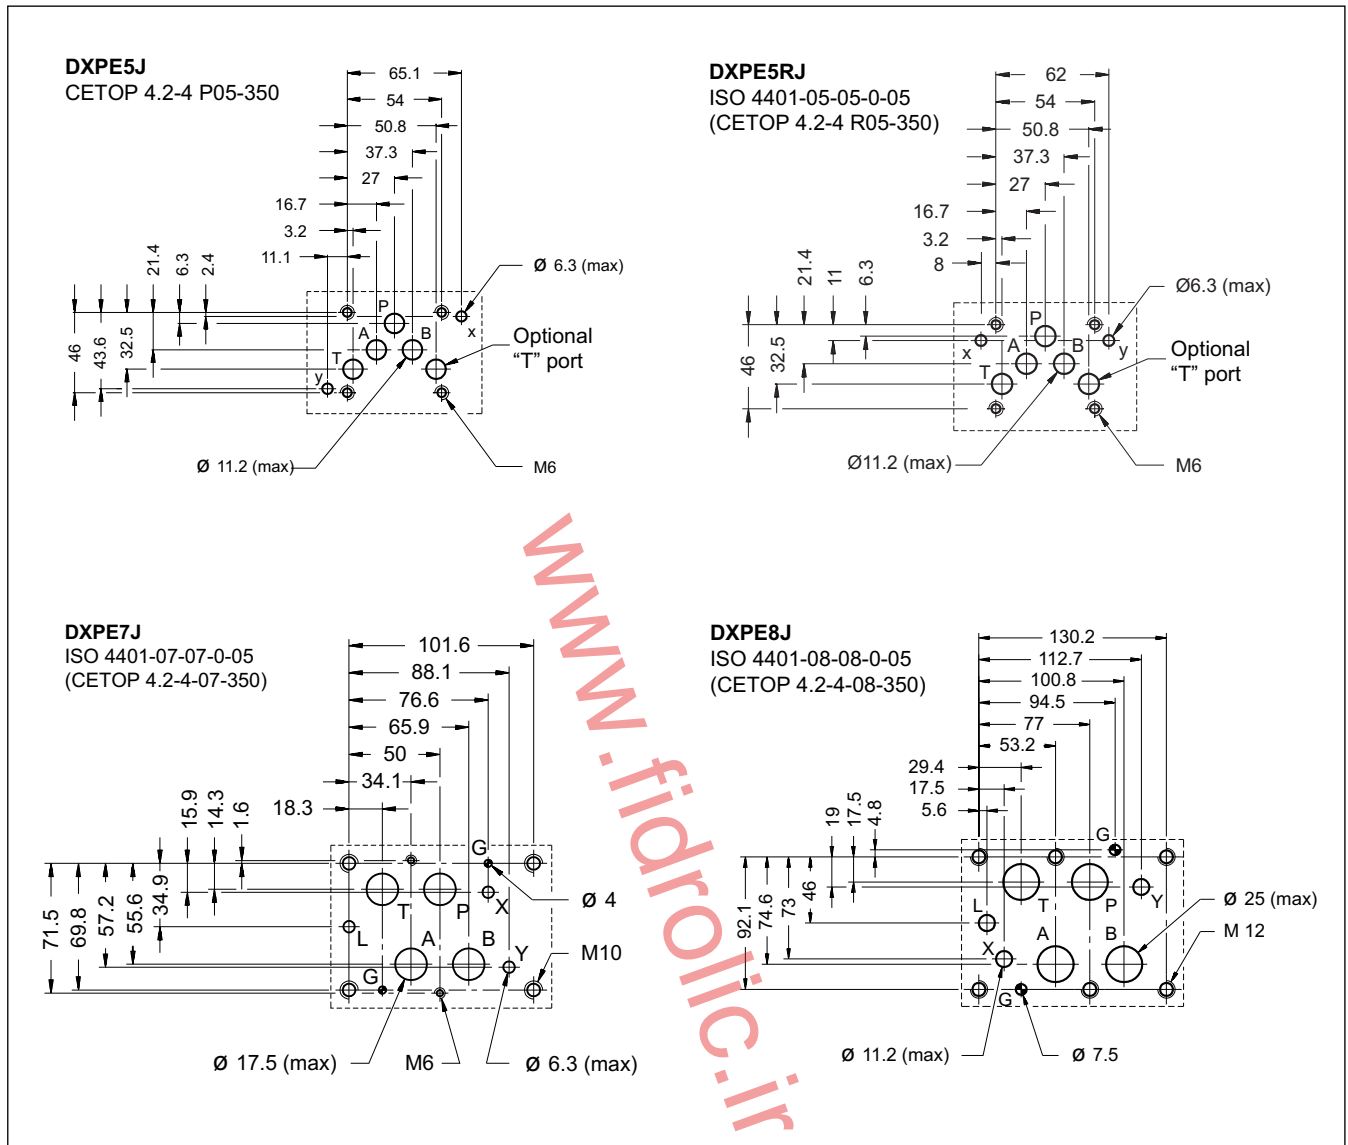 DXPE5J
CETOP 4.2-4 P05-350
65.1
54
50.8
37.3
27
16.7
3.2
11.1
21.4
6.3
2.4
46
43.6
32.5
Ø 6.3 (max)
P
A
B
T
x
y
Optional
“T” port
Ø 11.2 (max)
M6
DXPE5RJ
ISO 4401-05-05-0-05
(CETOP 4.2-4 R05-350)
62
54
50.8
37.3
27
16.7
3.2
8
21.4
11
6.3
46
32.5
Ø6.3 (max)
P
A
B
T
x
y
Optional
“T” port
Ø11.2 (max)
M6
DXPE7J
ISO 4401-07-07-0-05
(CETOP 4.2-4-07-350)
101.6
88.1
76.6
65.9
50
34.1
18.3
15.9
14.3
1.6
71.5
69.8
57.2
55.6
34.9
G
T
P
X
L
A
B
Y
G
Ø 4
M10
Ø 17.5 (max)
M6
Ø 6.3 (max)
DXPE8J
ISO 4401-08-08-0-05
(CETOP 4.2-4-08-350)
130.2
112.7
100.8
94.5
77
53.2
29.4
17.5
5.6
19
17.5
4.8
92.1
74.6
73
46
G
T
P
Y
L
X
A
B
G
Ø 25 (max)
M 12
Ø 11.2 (max)
Ø 7.5
www.fidrolic.ir